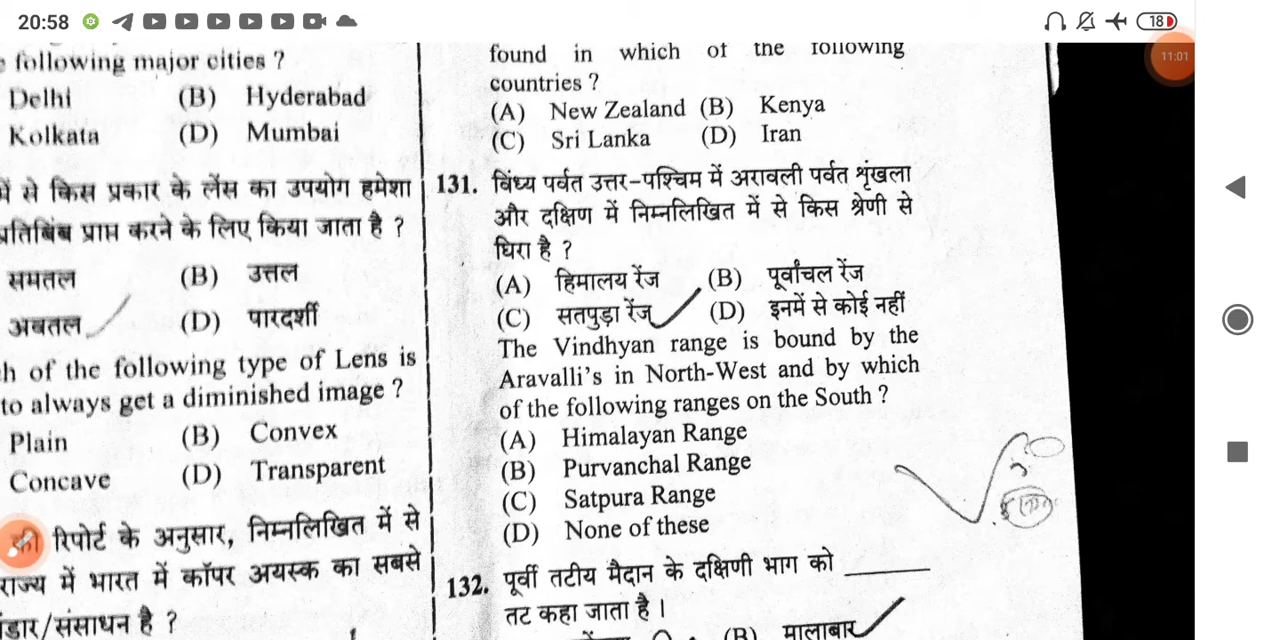 20:58
18
11:01
following major cities ?
Delhi (B) Hyderabad
Kolkata (D) Mumbai
में से किस प्रकार के लेंस का उपयोग हमेशा
प्रतिबिंब प्राप्त करने के लिए किया जाता है ?
समतल (B) उत्तल
अवतल (D) पारदर्शी
h of the following type of Lens is
to always get a diminished image ?
Plain (B) Convex
Concave (D) Transparent
की रिपोर्ट के अनुसार, निम्नलिखित में से
राज्य में भारत में कॉपर अयस्क का सबसे
डार/संसाधन है ?
found in which of the following
countries ?
(A) New Zealand (B) Kenya
(C) Sri Lanka (D) Iran
131. विंध्य पर्वत उत्तर-पश्चिम में अरावली पर्वत शृंखला
और दक्षिण में निम्नलिखित में से किस श्रेणी से
घिरा है ?
(A) हिमालय रेंज (B) पूर्वांचल रेंज
(C) सतपुड़ा रेंज (D) इनमें से कोई नहीं
The Vindhyan range is bound by the
Aravalli's in North-West and by which
of the following ranges on the South ?
(A) Himalayan Range
(B) Purvanchal Range
(C) Satpura Range
(D) None of these
132. पूर्वी तटीय मैदान के दक्षिणी भाग को ______
तट कहा जाता है।
(B) मालाबार